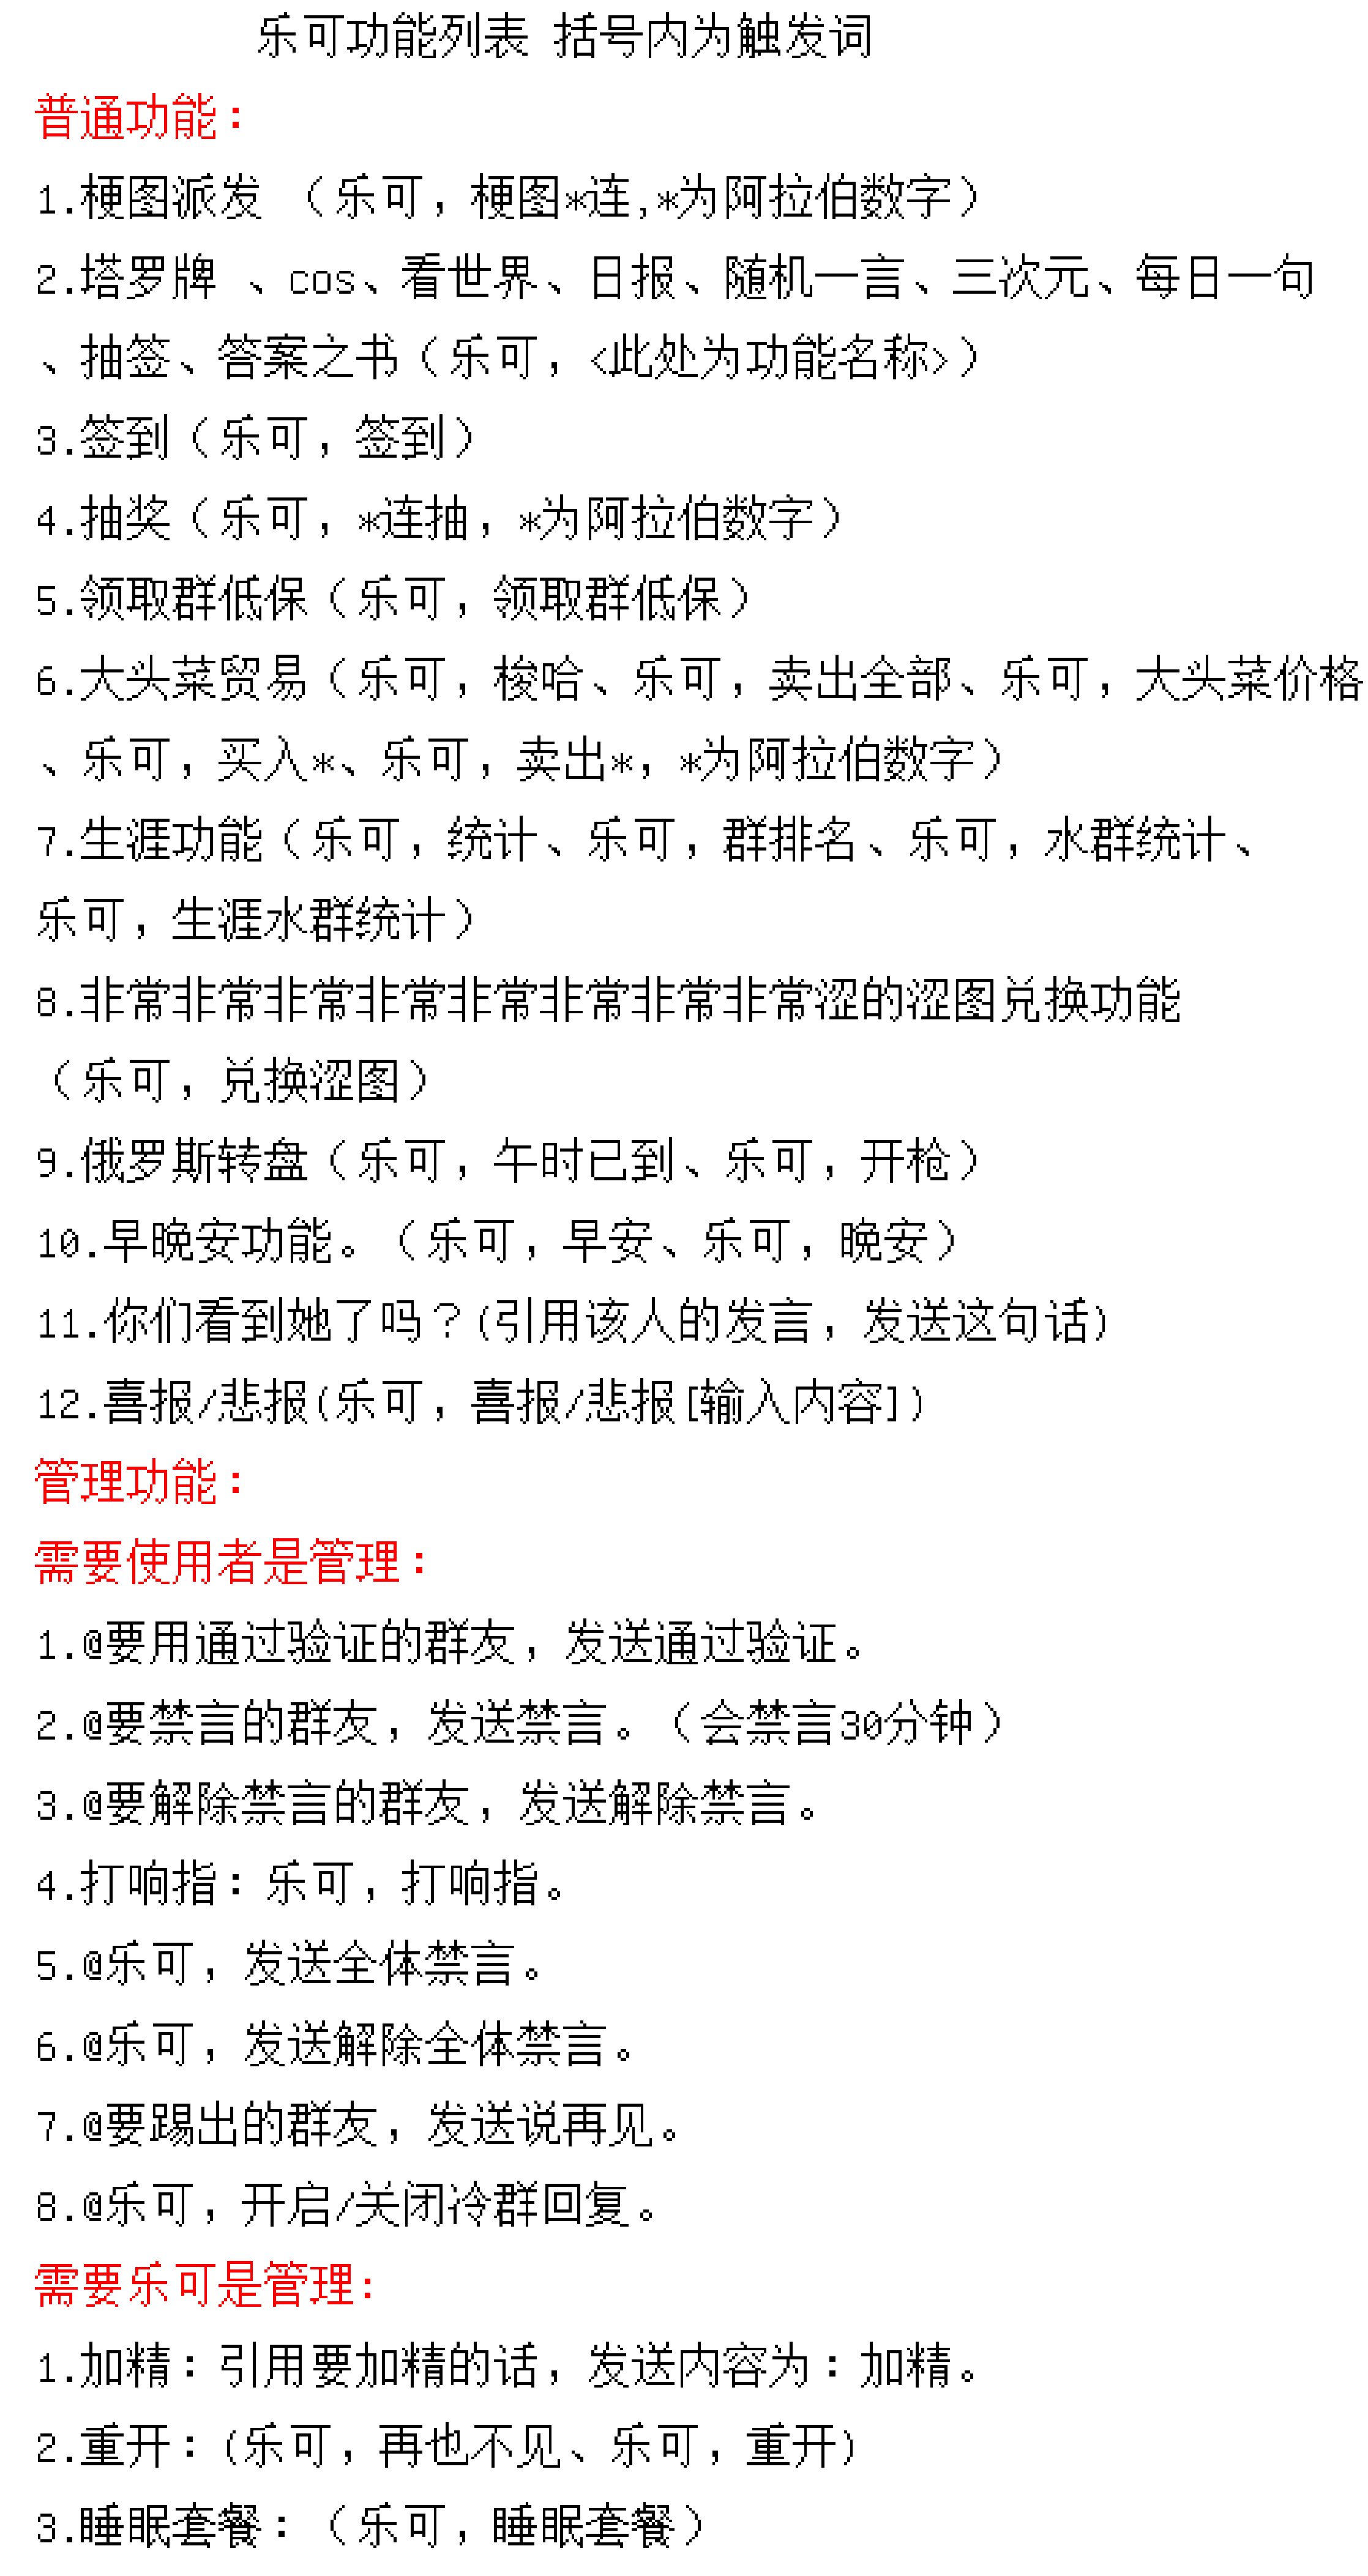 乐可功能列表 括号内为触发词
普通功能：
1.梗图派发 （乐可，梗图*连,*为阿拉伯数字）
2.塔罗牌 、cos、看世界、日报、随机一言、三次元、每日一句
、抽签、答案之书（乐可，<此处为功能名称>）
3.签到（乐可，签到）
4.抽奖（乐可，*连抽，*为阿拉伯数字）
5.领取群低保（乐可，领取群低保）
6.大头菜贸易（乐可，梭哈、乐可，卖出全部、乐可，大头菜价格
、乐可，买入*、乐可，卖出*，*为阿拉伯数字）
7.生涯功能（乐可，统计、乐可，群排名、乐可，水群统计、
乐可，生涯水群统计）
8.非常非常非常非常非常非常非常非常涩的涩图兑换功能
（乐可，兑换涩图）
9.俄罗斯转盘（乐可，午时已到、乐可，开枪）
10.早晚安功能。（乐可，早安、乐可，晚安）
11.你们看到她了吗？(引用该人的发言，发送这句话)
12.喜报/悲报(乐可，喜报/悲报[输入内容])
管理功能：
需要使用者是管理：
1.@要用通过验证的群友，发送通过验证。
2.@要禁言的群友，发送禁言。（会禁言30分钟）
3.@要解除禁言的群友，发送解除禁言。
4.打响指：乐可，打响指。
5.@乐可，发送全体禁言。
6.@乐可，发送解除全体禁言。
7.@要踢出的群友，发送说再见。
8.@乐可，开启/关闭冷群回复。
需要乐可是管理:
1.加精：引用要加精的话，发送内容为：加精。
2.重开：(乐可，再也不见、乐可，重开)
3.睡眠套餐：（乐可，睡眠套餐）